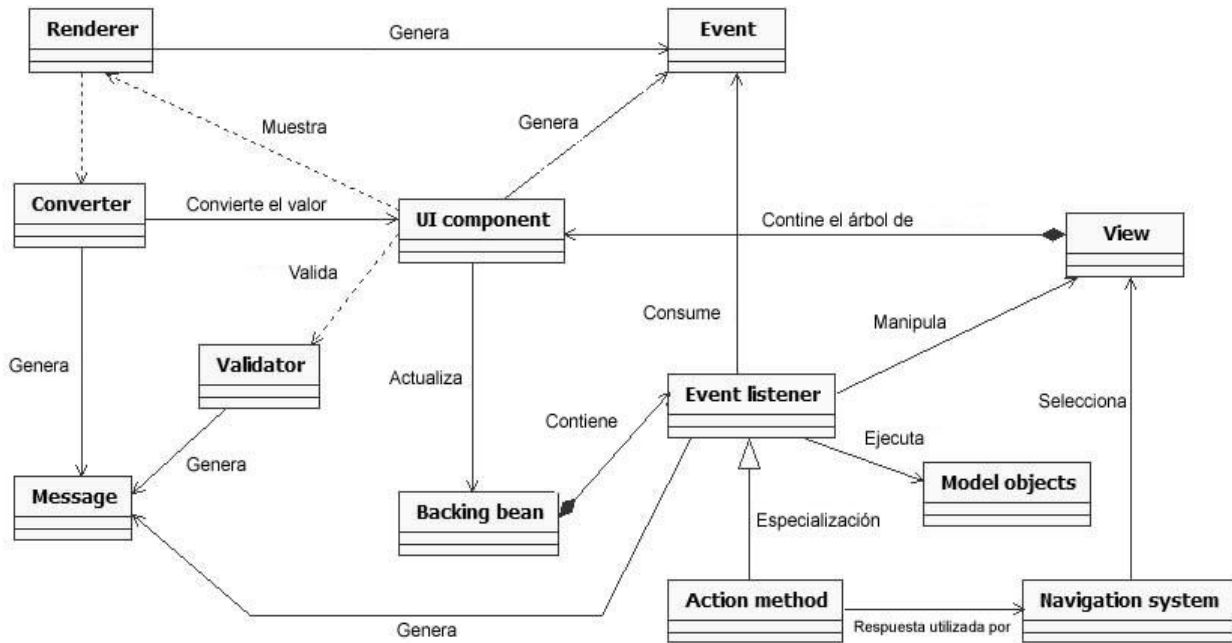 Renderer
Genera
Event
Muestra
Genera
Converter
Convierte el valor
UI component
Contine el árbol de
View
Valida
Consume
Manipula
Genera
Validator
Actualiza
Event listener
Selecciona
Contiene
Ejecuta
Genera
Message
Backing bean
Model objects
Especialización
Action method
Navigation system
Respuesta utilizada por
Genera